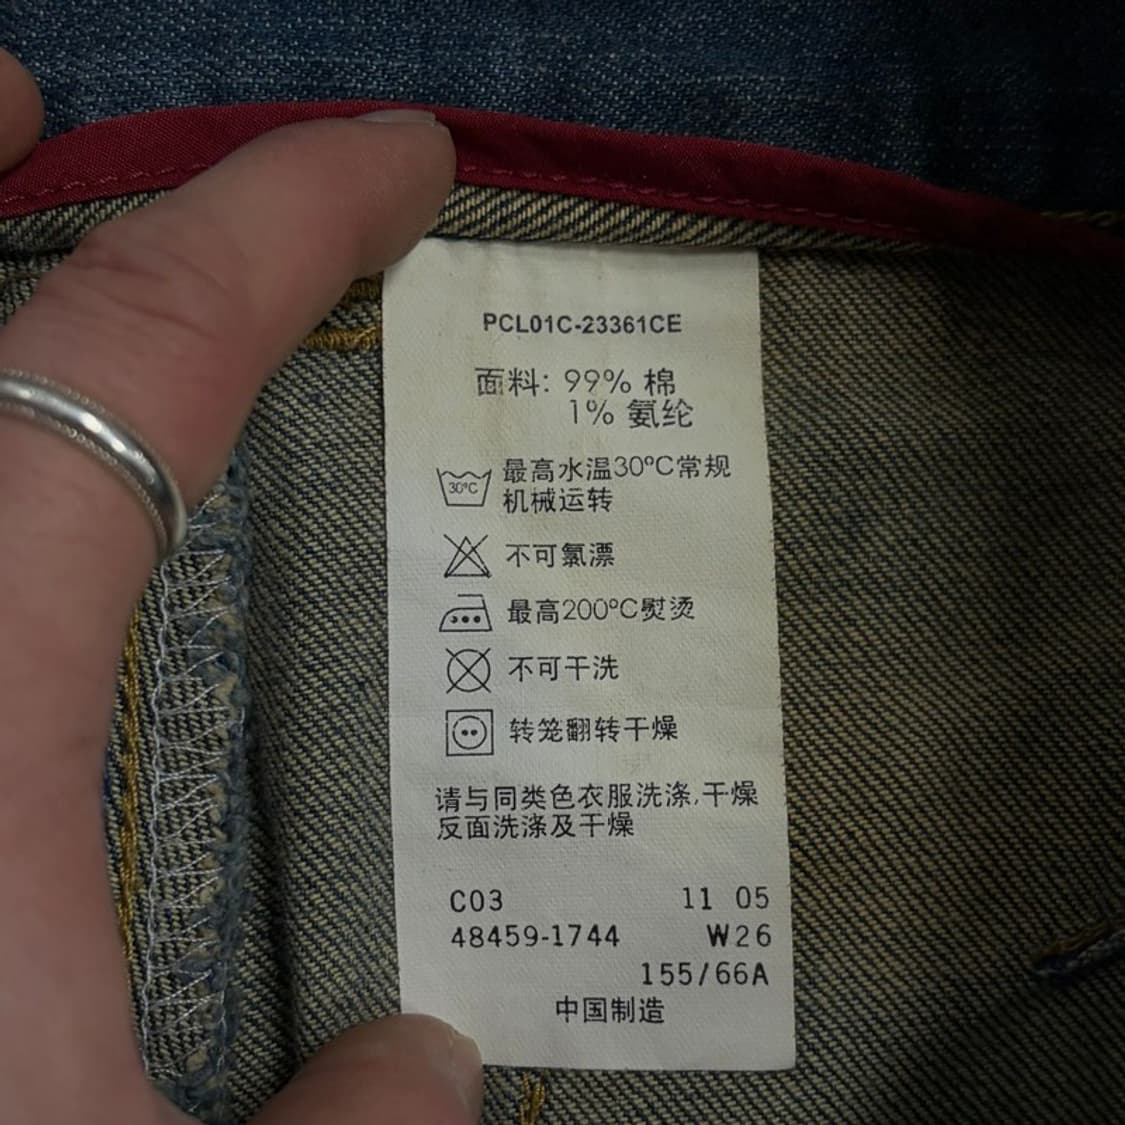 PCL01C-23361CE
面料: 99% 棉
1% 氨纶
30°C
最高水温30°C常规
机械运转
不可氯漂
最高200°C熨烫
不可干洗
转笼翻转干燥
请与同类色衣服洗涤,干燥
反面洗涤及干燥
C03 11 05
48459-1744 W26
155/66A
中国制造